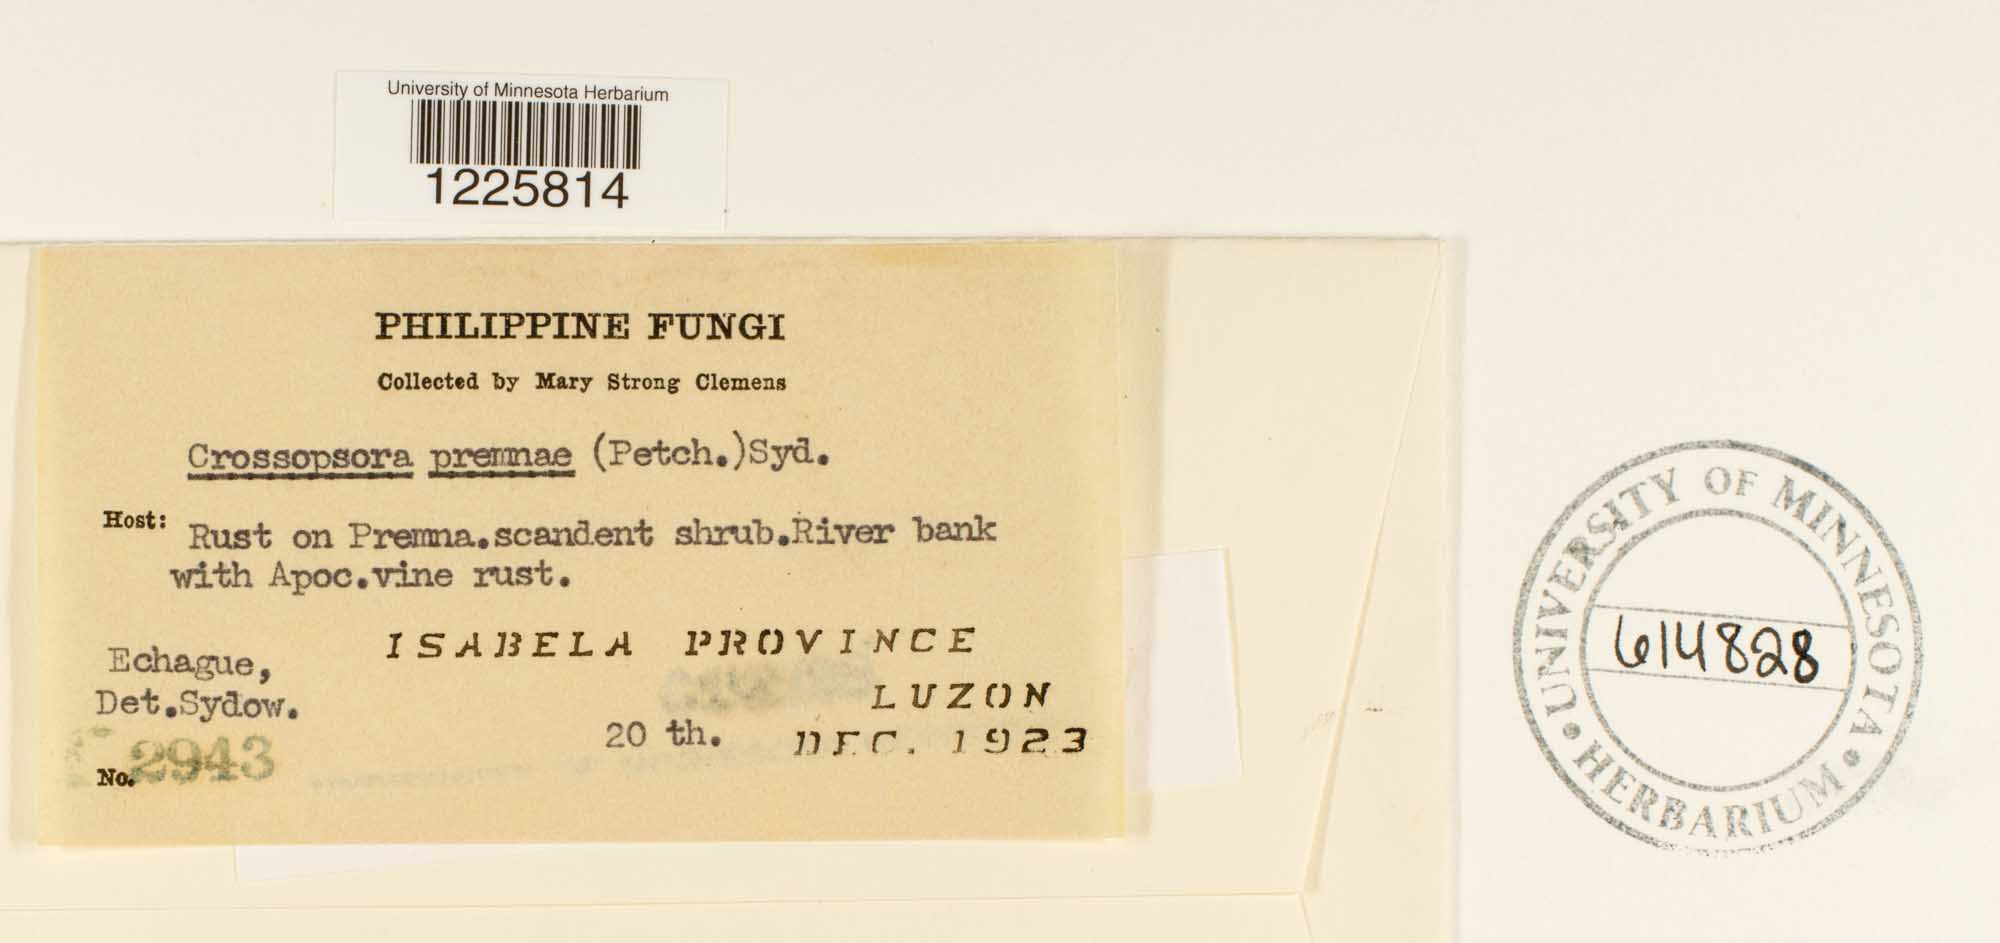 University of Minnesota Herbarium
1225814
PHILIPPINE FUNGI
Collected by Mary Strong Clemens
Crossopsora premnae (Petch.)Syd.
Host: Rust on Premna.scandent shrub.River bank
with Apoc.vine rust.
ISABELA PROVINCE
Echague,
LUZON
Det.Sydow.
20 th. DEC. 1923
No. 2943
UNIVERSITY OF MINNESOTA
614828
• HERBARIUM •